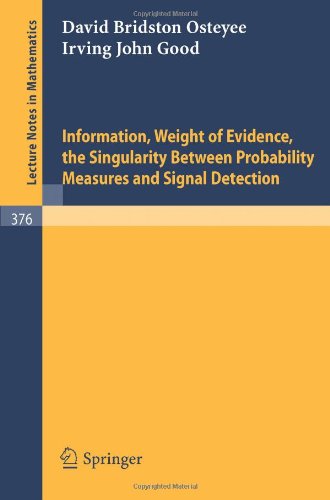 David Bridston Osteyee
Irving John Good
Lecture Notes in Mathematics
Information, Weight of Evidence,
the Singularity Between Probability
Measures and Signal Detection
376
Springer